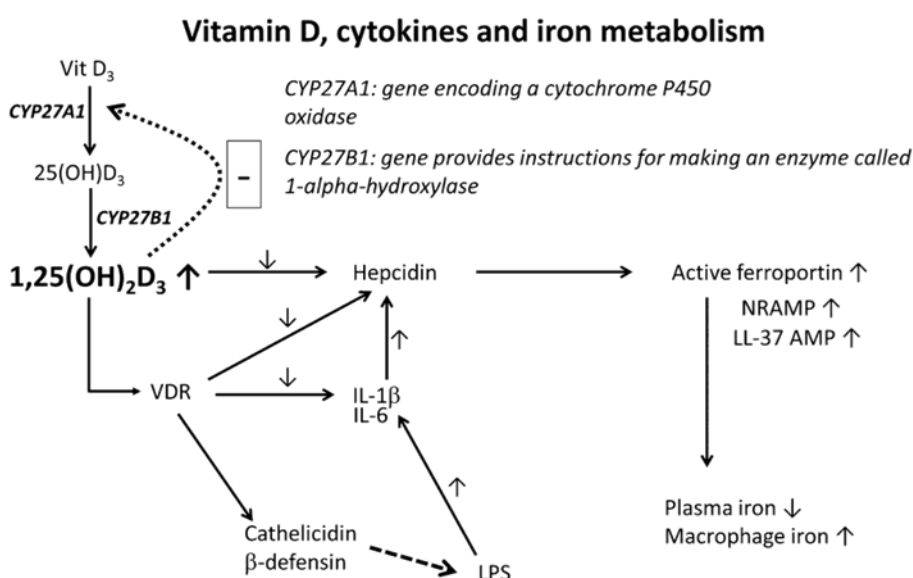 Vitamin D, cytokines and iron metabolism
Vit D₃
CYP27A1
CYP27A1: gene encoding a cytochrome P450
oxidase
25(OH)D₃
–
CYP27B1: gene provides instructions for making an enzyme called
1-alpha-hydroxylase
CYP27B1
1,25(OH)₂D₃ ↑
↓
Hepcidin
Active ferroportin ↑
NRAMP ↑
LL-37 AMP ↑
↓
↑
VDR
↓
IL-1β
IL-6
↑
Plasma iron ↓
Macrophage iron ↑
Cathelicidin
β-defensin
LPS